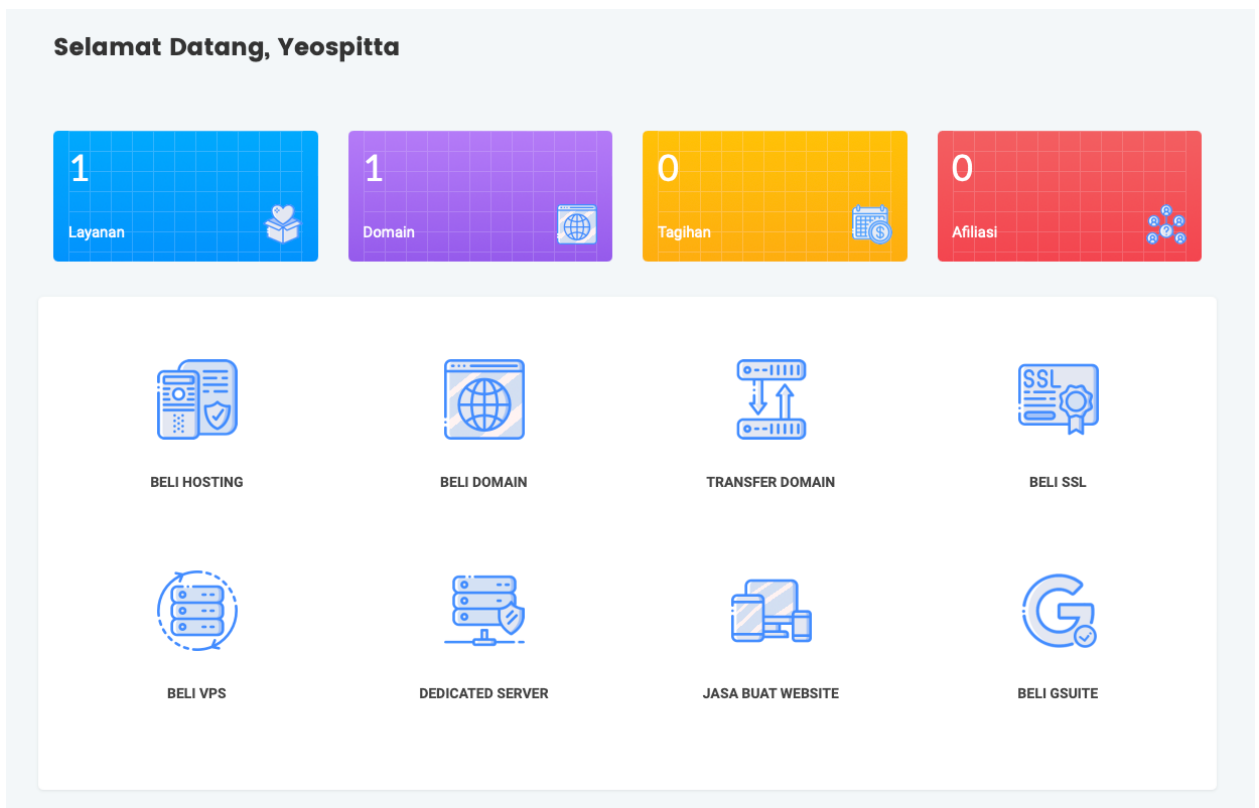 Selamat Datang, Yeospitta
1
Layanan
1
Domain
0
Tagihan
0
Afiliasi
BELI HOSTING
BELI DOMAIN
TRANSFER DOMAIN
SSL
BELI SSL
BELI VPS
DEDICATED SERVER
JASA BUAT WEBSITE
BELI GSUITE